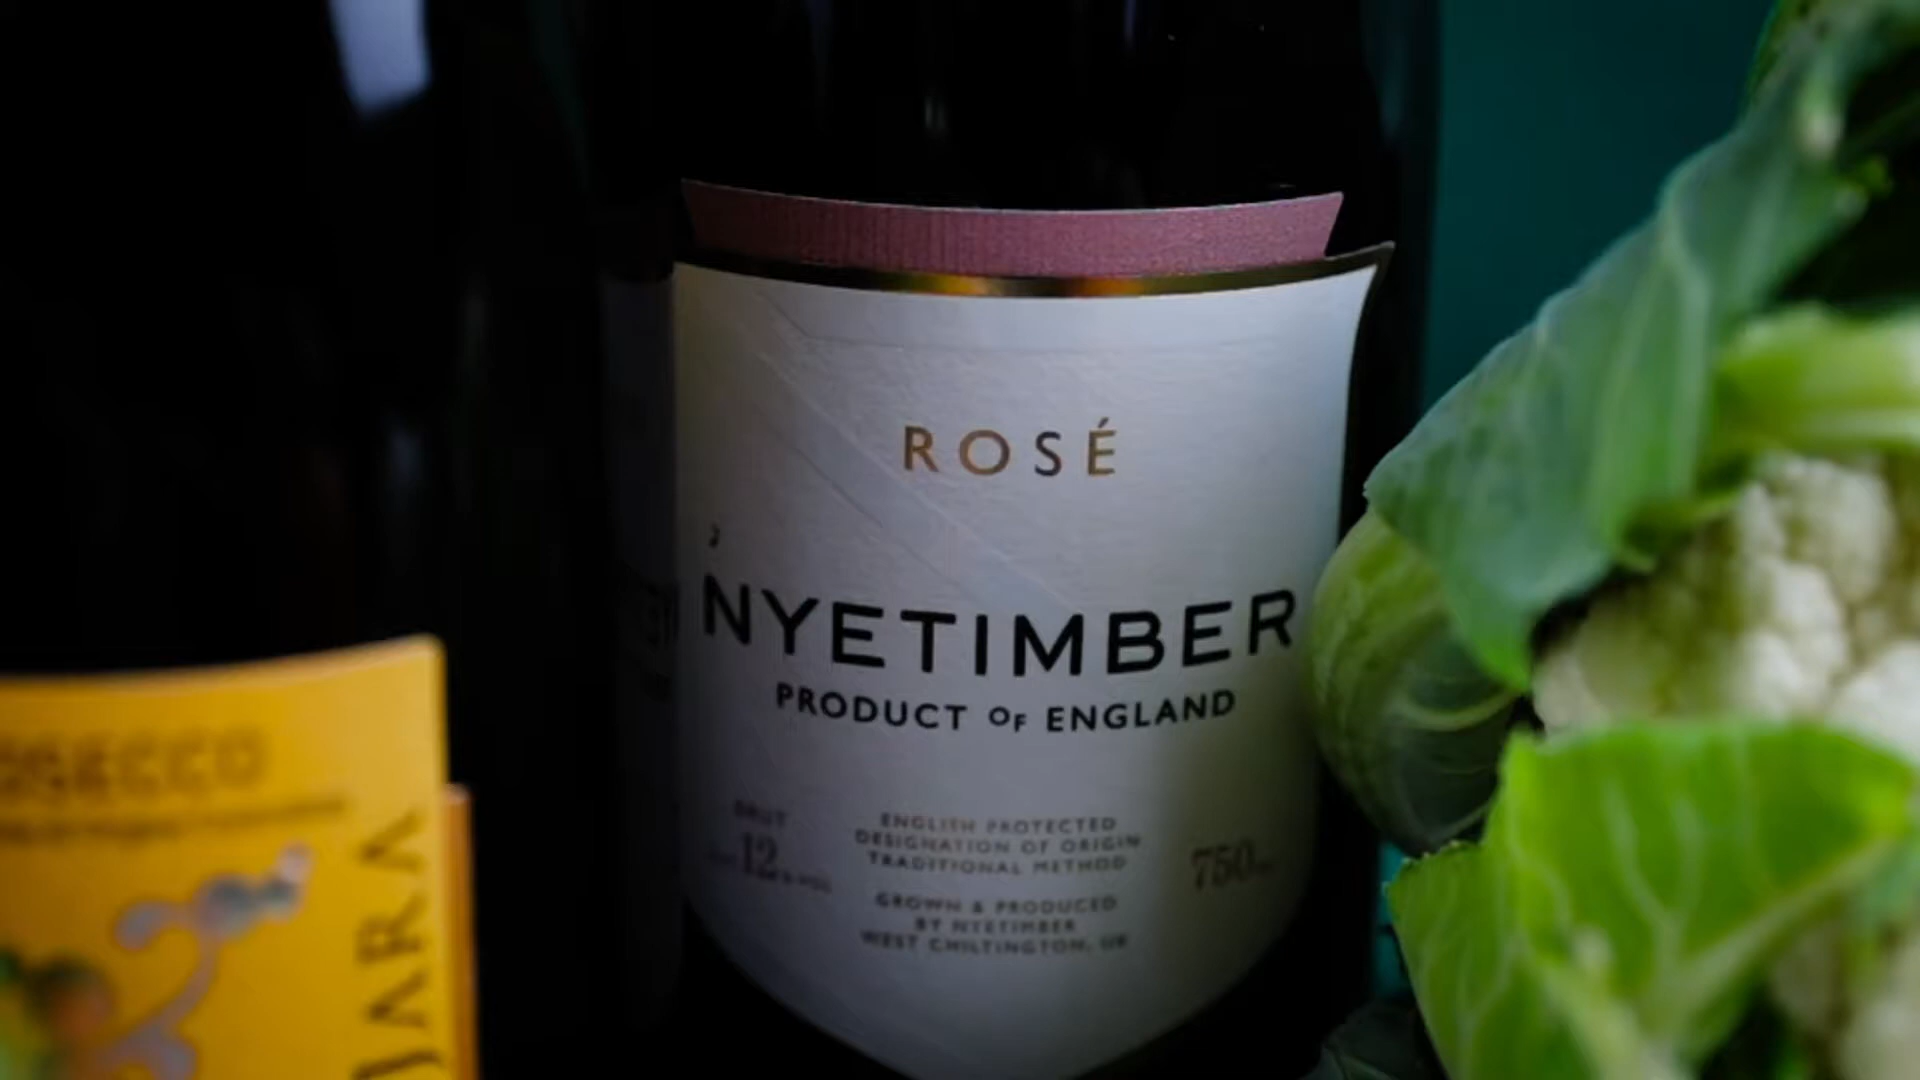 ROSÉ
NYETIMBER
PRODUCT OF ENGLAND
BRUT
12
ENGLISH PROTECTED
DESIGNATION OF ORIGIN
TRADITIONAL METHOD
750
GROWN & PRODUCED
BY NYETIMBER
WEST CHILTINGTON, UK
OSECCO